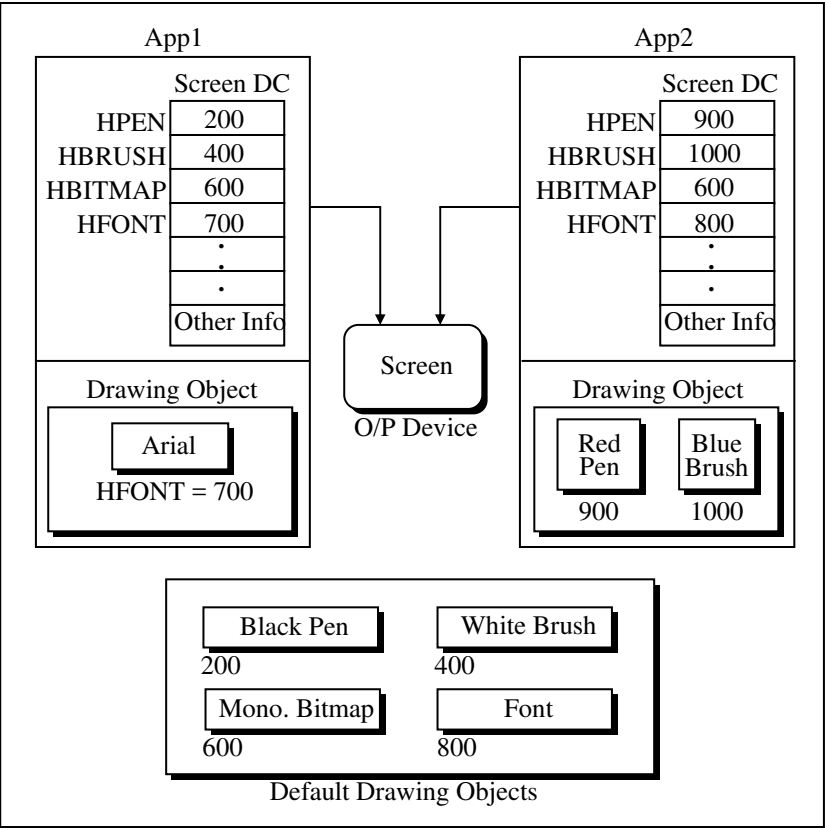 App1
Screen DC
HPEN 200
HBRUSH 400
HBITMAP 600
HFONT 700
Other Info
Drawing Object
Arial
HFONT = 700
App2
Screen DC
HPEN 900
HBRUSH 1000
HBITMAP 600
HFONT 800
Other Info
Drawing Object
Red
Pen
900
Blue
Brush
1000
Screen
O/P Device
Black Pen
200
White Brush
400
Mono. Bitmap
600
Font
800
Default Drawing Objects